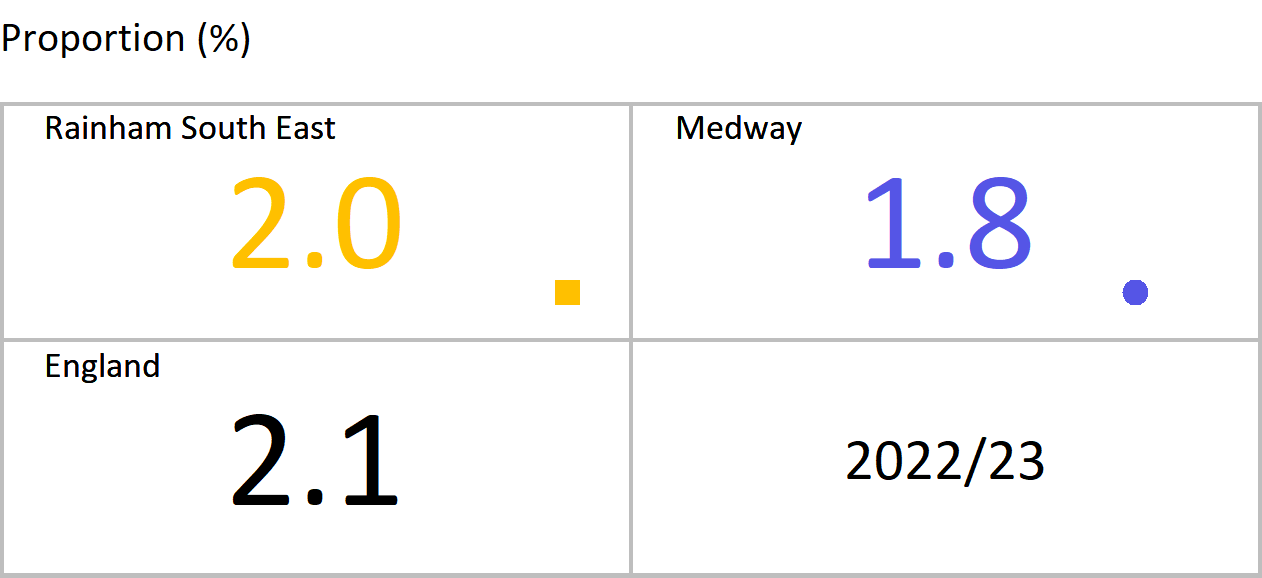 Proportion (%)
Rainham South East
2.0
Medway
1.8
England
2.1
2022/23